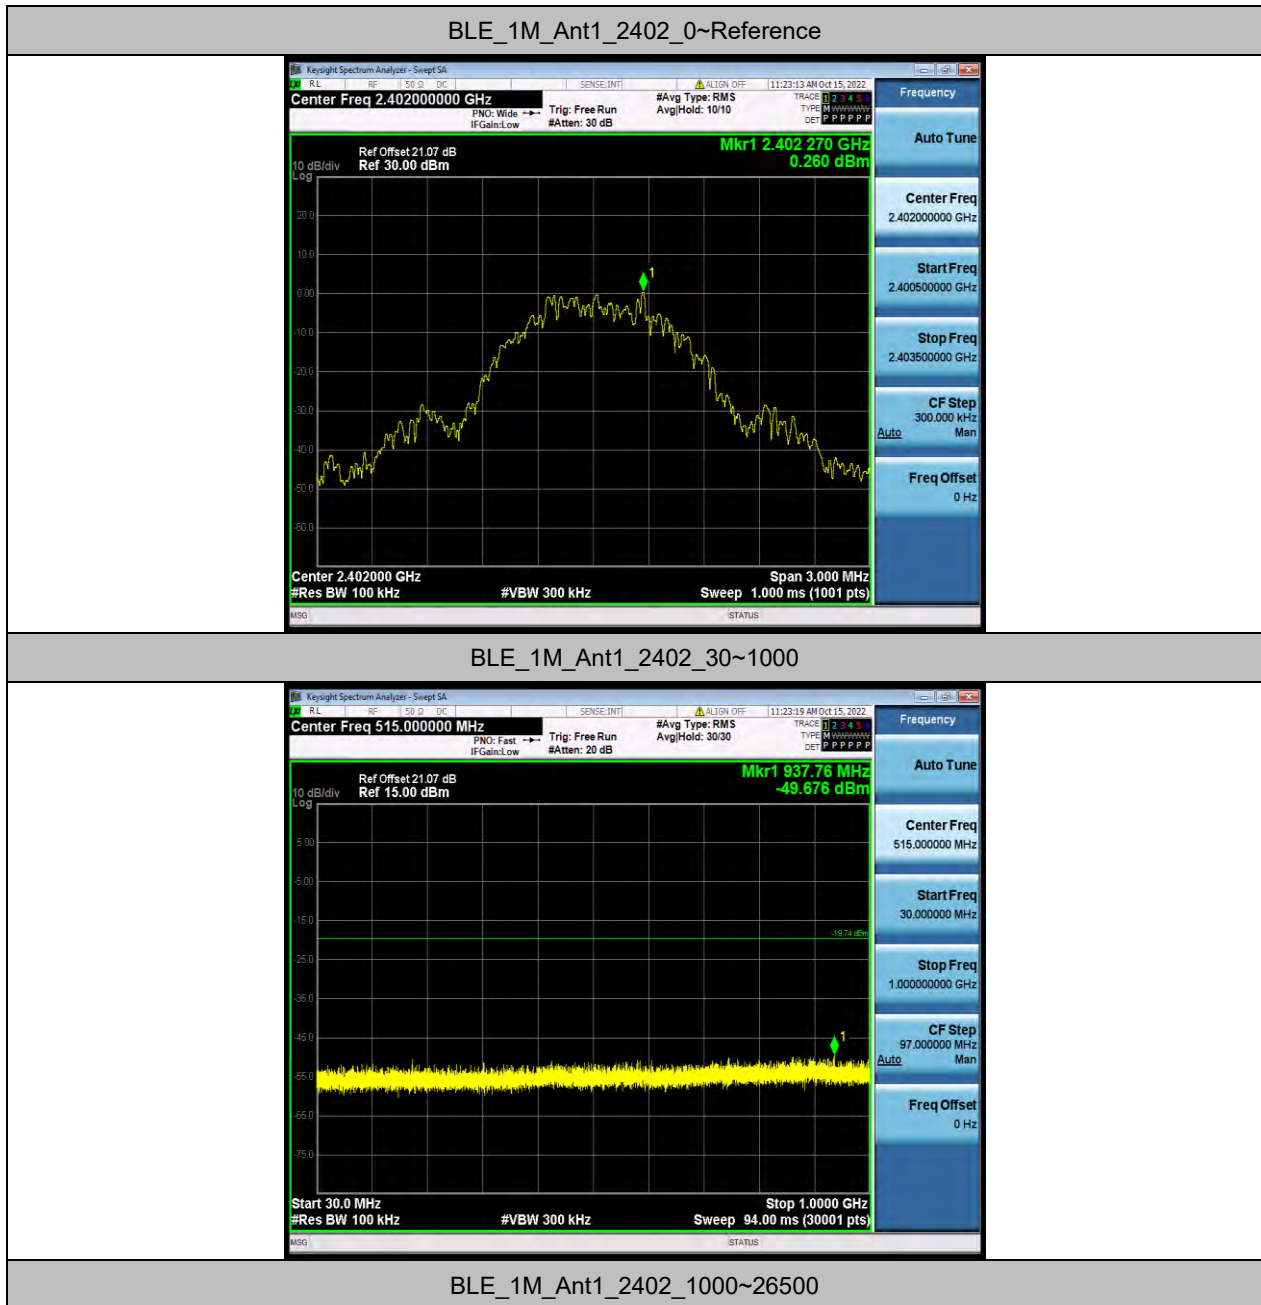 BLE_1M_Ant1_2402_0~Reference
Keysight Spectrum Analyzer - Swept SA
RL RF 50 Ω DC SENSE:INT ALIGN OFF 11:23:13 AM Oct 15, 2022
Center Freq 2.402000000 GHz
PNO: Wide
IFGain:Low
Trig: Free Run
#Atten: 30 dB
#Avg Type: RMS
Avg|Hold: 10/10
TRACE 1 2 3 4 5 6
TYPE M WWWWW
DET P P P P P P
Frequency
Auto Tune
Mkr1 2.402 270 GHz
0.260 dBm
Ref Offset 21.07 dB
10 dB/div Ref 30.00 dBm
Log
20.0
10.0
0.00
-10.0
-20.0
-30.0
-40.0
-50.0
-60.0
1
Center Freq
2.402000000 GHz
Start Freq
2.400500000 GHz
Stop Freq
2.403500000 GHz
CF Step
300.000 kHz
Auto Man
Freq Offset
0 Hz
Center 2.402000 GHz Span 3.000 MHz
#Res BW 100 kHz #VBW 300 kHz Sweep 1.000 ms (1001 pts)
MSG STATUS
BLE_1M_Ant1_2402_30~1000
Keysight Spectrum Analyzer - Swept SA
RL RF 50 Ω DC SENSE:INT ALIGN OFF 11:23:19 AM Oct 15, 2022
Center Freq 515.000000 MHz
PNO: Fast
IFGain:Low
Trig: Free Run
#Atten: 20 dB
#Avg Type: RMS
Avg|Hold: 30/30
TRACE 1 2 3 4 5 6
TYPE M WWWWW
DET P P P P P P
Frequency
Auto Tune
Mkr1 937.76 MHz
-49.676 dBm
Ref Offset 21.07 dB
10 dB/div Ref 15.00 dBm
Log
5.00
-5.00
-15.0
-19.74 dBm
-25.0
-35.0
-45.0
-55.0
-65.0
-75.0
1
Center Freq
515.000000 MHz
Start Freq
30.000000 MHz
Stop Freq
1.000000000 GHz
CF Step
97.000000 MHz
Auto Man
Freq Offset
0 Hz
Start 30.0 MHz Stop 1.0000 GHz
#Res BW 100 kHz #VBW 300 kHz Sweep 94.00 ms (30001 pts)
MSG STATUS
BLE_1M_Ant1_2402_1000~26500